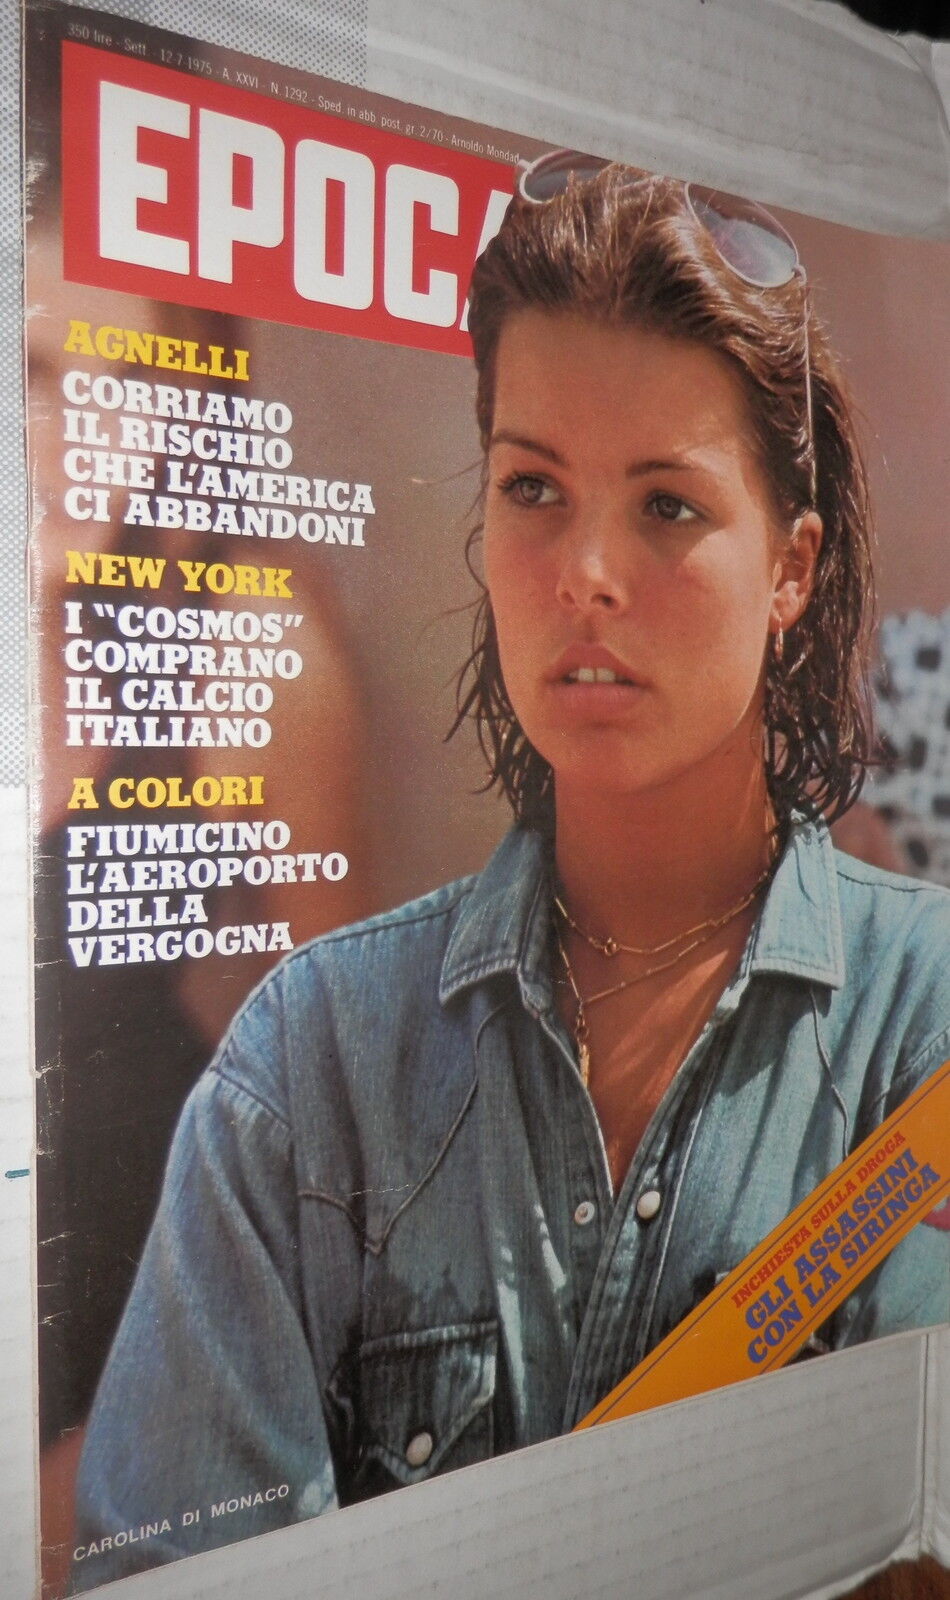 350 lire - Sett. - 12-7-1975 - A. XXVI - N. 1292 - Sped. in abb. post. gr. 2/70 - Arnoldo Mondad
EPOCA
AGNELLI
CORRIAMO
IL RISCHIO
CHE L'AMERICA
CI ABBANDONI
NEW YORK
I "COSMOS"
COMPRANO
IL CALCIO
ITALIANO
A COLORI
FIUMICINO
L'AEROPORTO
DELLA
VERGOGNA
INCHIESTA SULLA DROGA
GLI ASSASSINI
CON LA SIRINGA
CAROLINA DI MONACO